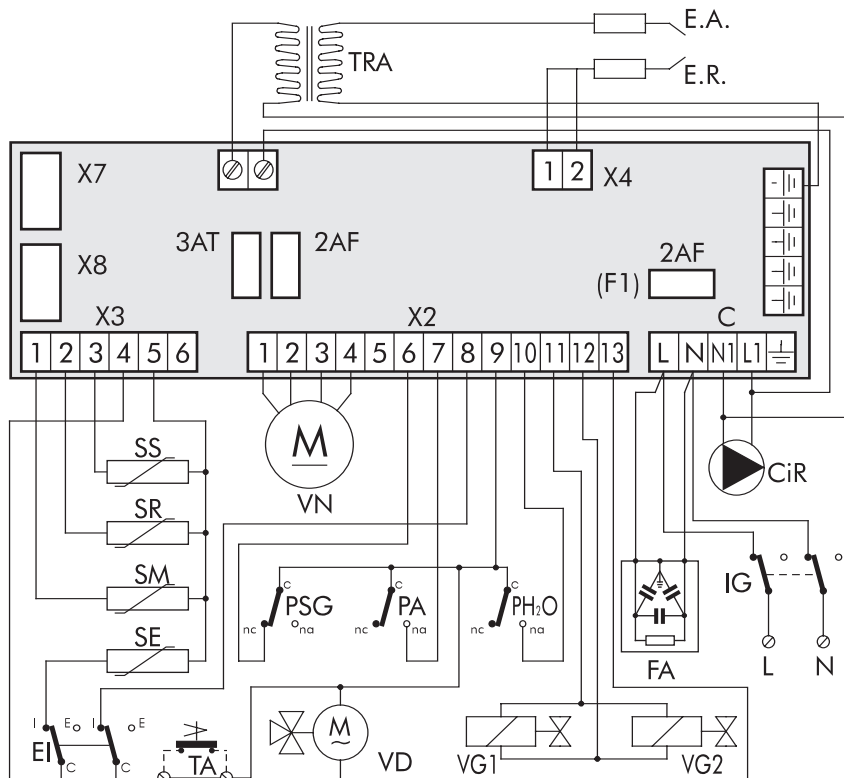 E.A.
TRA
E.R.
X7
1 2 X4
3AT 2AF
X8
2AF
(F1)
X3 X2 C
1 2 3 4 5 6 1 2 3 4 5 6 7 8 9 10 11 12 13 L N N1 L1
SS
M
VN
CiR
SR
SM
c c c
PSG PA PH₂O
nc na nc na nc na
IG
SE
FA
L N
I E I E
M
EI
TA VD VG1 VG2
c c